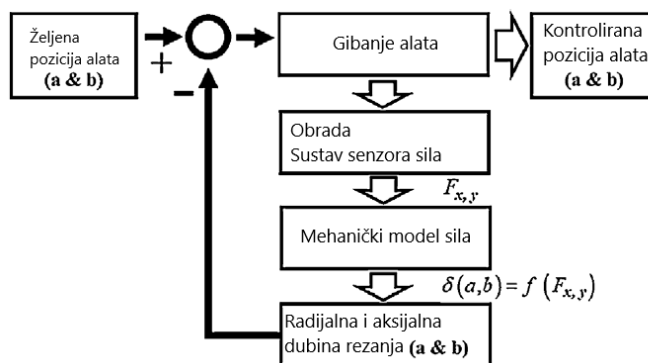 Željena
pozicija alata
(a & b)
+
−
Gibanje alata
Kontrolirana
pozicija alata
(a & b)
Obrada
Sustav senzora sila
F_{x, y}
Mehanički model sila
δ(a,b) = f (F_{x, y})
Radijalna i aksijalna
dubina rezanja (a & b)